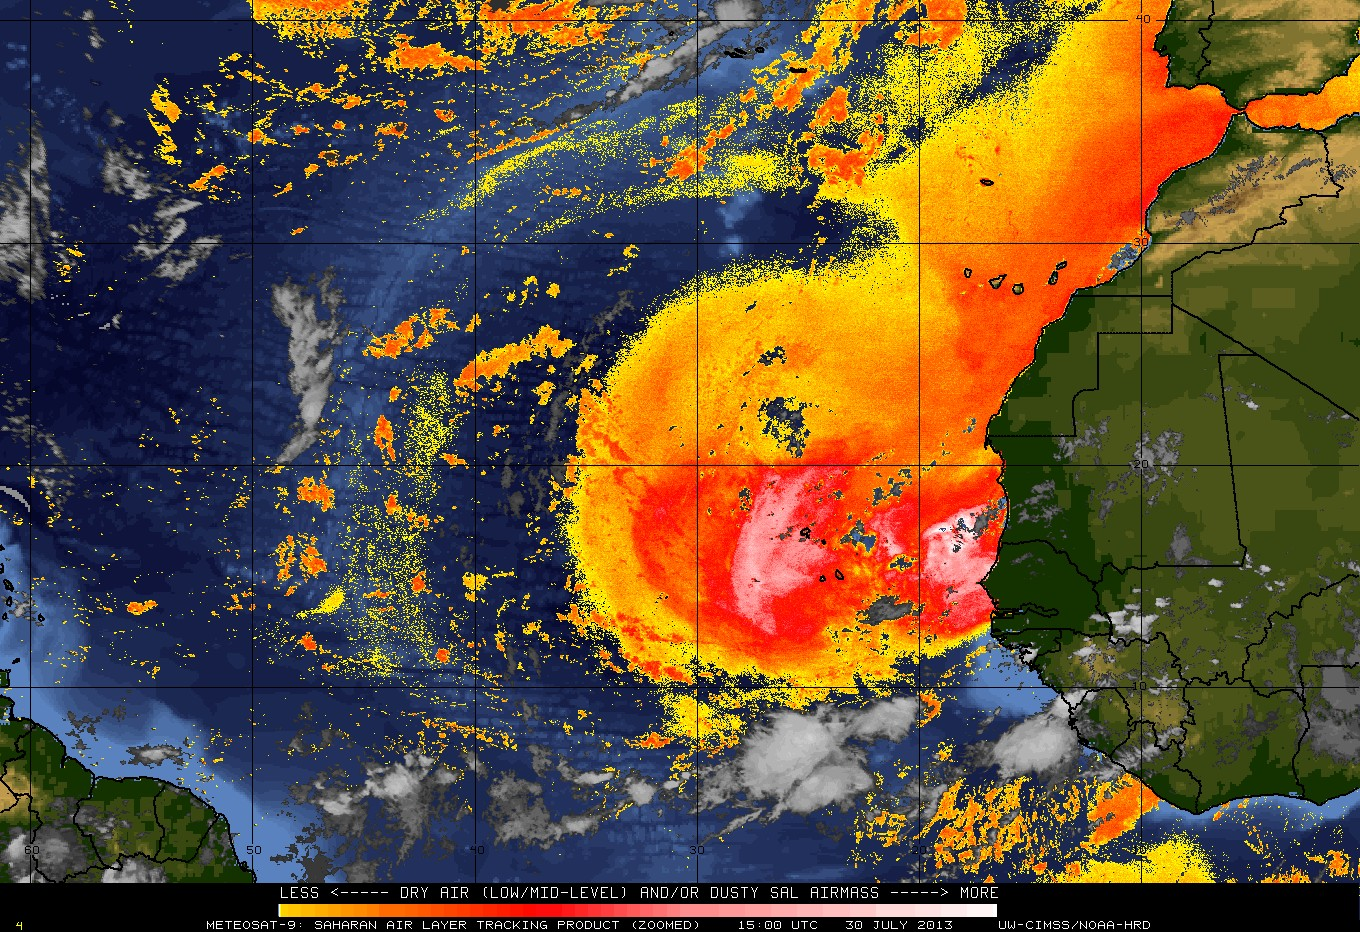 40
30
20
10
60 50 40 30 20
LESS <----- DRY AIR (LOW/MID-LEVEL) AND/OR DUSTY SAL AIRMASS -----> MORE
4 METEOSAT-9: SAHARAN AIR LAYER TRACKING PRODUCT (ZOOMED) 15:00 UTC 30 JULY 2013 UW-CIMSS/NOAA-HRD